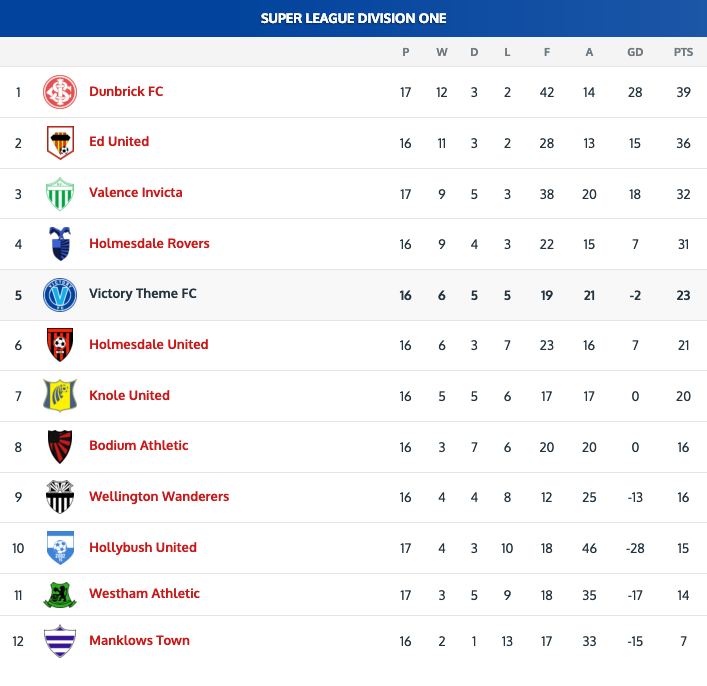 SUPER LEAGUE DIVISION ONE
P W D L F A GD PTS
1 Dunbrick FC 17 12 3 2 42 14 28 39
2 Ed United 16 11 3 2 28 13 15 36
3 Valence Invicta 17 9 5 3 38 20 18 32
4 Holmesdale Rovers 16 9 4 3 22 15 7 31
5 Victory Theme FC 16 6 5 5 19 21 -2 23
6 Holmesdale United 16 6 3 7 23 16 7 21
7 Knole United 16 5 5 6 17 17 0 20
8 Bodium Athletic 16 3 7 6 20 20 0 16
9 Wellington Wanderers 16 4 4 8 12 25 -13 16
10 Hollybush United 17 4 3 10 18 46 -28 15
11 Westham Athletic 17 3 5 9 18 35 -17 14
12 Manklows Town 16 2 1 13 17 33 -15 7